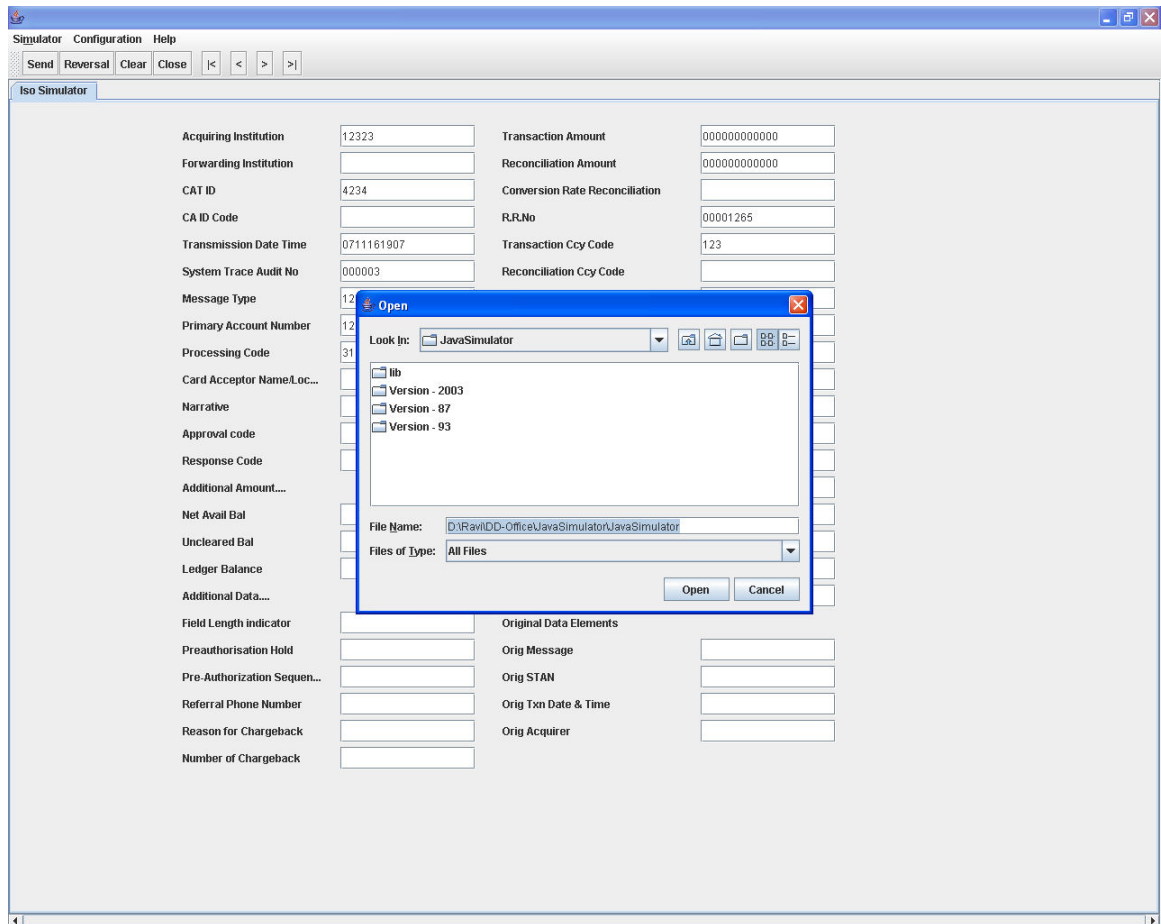 Simulator Configuration Help
Send Reversal Clear Close |< < > >|
Iso Simulator
Acquiring Institution 12323 Transaction Amount 000000000000
Forwarding Institution Reconciliation Amount 000000000000
CAT ID 4234 Conversion Rate Reconciliation
CA ID Code R.R.No 00001265
Transmission Date Time 0711161907 Transaction Ccy Code 123
System Trace Audit No 000003 Reconciliation Ccy Code
Message Type 12
Primary Account Number 12
Processing Code 31
Card Acceptor Name/Loc...
Narrative
Approval code
Response Code
Additional Amount....
Net Avail Bal
Uncleared Bal
Ledger Balance
Additional Data....
Open
Look In: JavaSimulator
lib
Version - 2003
Version - 87
Version - 93
File Name: D:\Ravi\DD-Office\JavaSimulator\JavaSimulator
Files of Type: All Files
Open Cancel
Field Length indicator Original Data Elements
Preauthorisation Hold Orig Message
Pre-Authorization Sequen... Orig STAN
Referral Phone Number Orig Txn Date & Time
Reason for Chargeback Orig Acquirer
Number of Chargeback